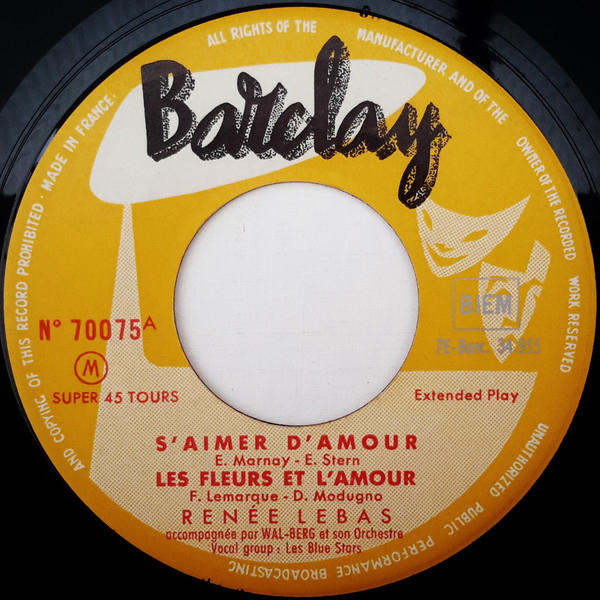 ALL RIGHTS OF THE MANUFACTURER AND OF THE OWNER OF THE RECORDED WORK RESERVED
UNAUTHORIZED PUBLIC PERFORMANCE BROADCASTING AND COPYING OF THIS RECORD PROHIBITED · MADE IN FRANCE
Barclay
BIEM
N° 70075 A
M
SUPER 45 TOURS
Extended Play
S'AIMER D'AMOUR
E. Marnay - E. Stern
LES FLEURS ET L'AMOUR
F. Lemarque - D. Modugno
RENÉE LEBAS
accompagnée par WAL-BERG et son Orchestre
Vocal group : Les Blue Stars